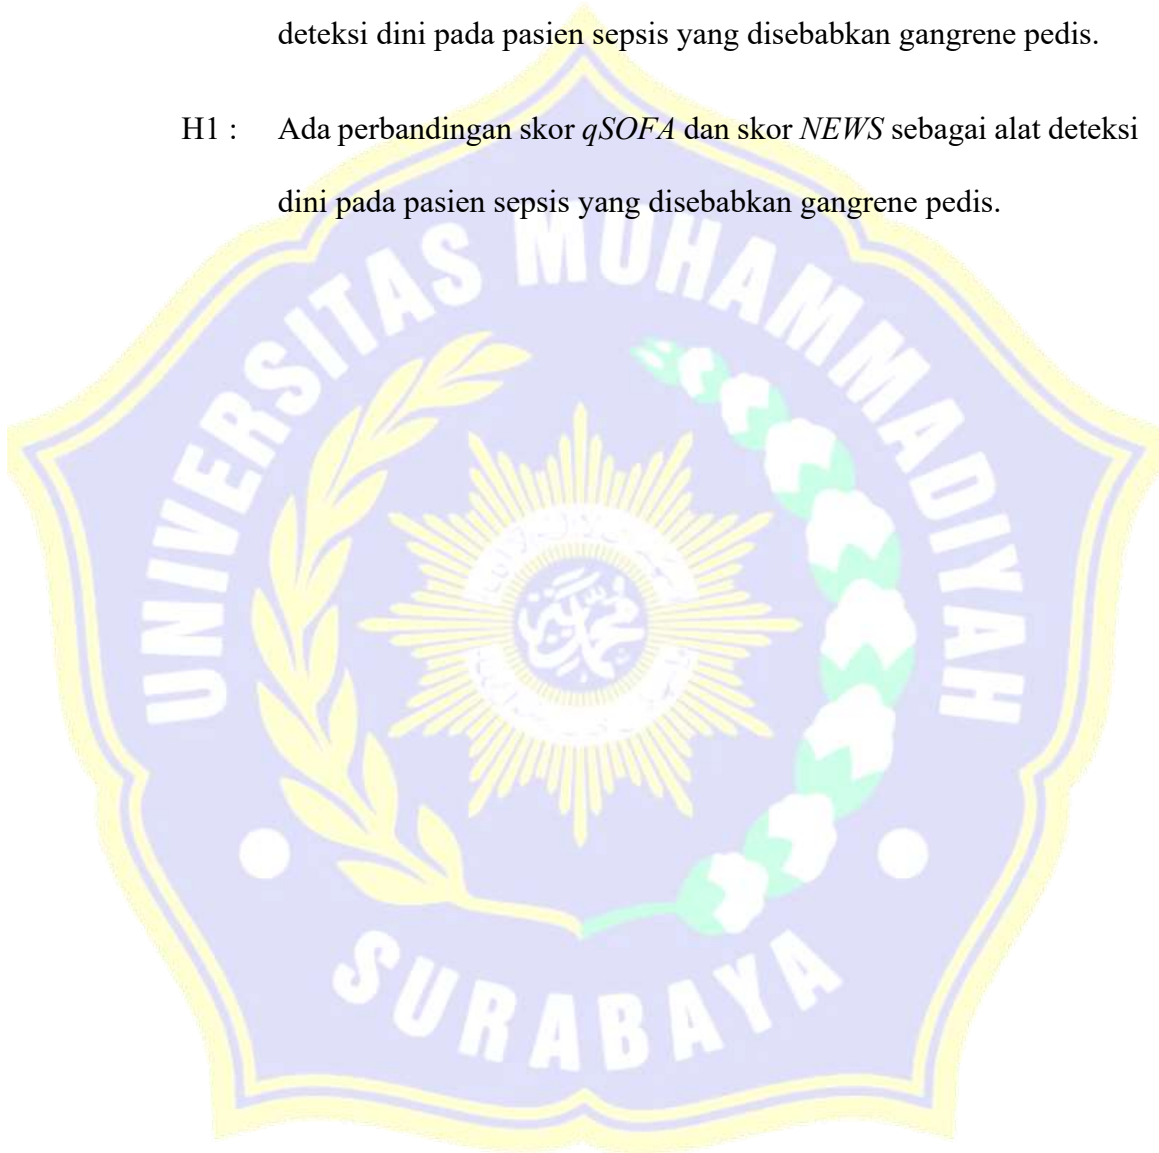 deteksi dini pada pasien sepsis yang disebabkan gangrene pedis.
H1 : Ada perbandingan skor qSOFA dan skor NEWS sebagai alat deteksi
dini pada pasien sepsis yang disebabkan gangrene pedis.
UNIVERSITAS MUHAMMADIYAH
SURABAYA